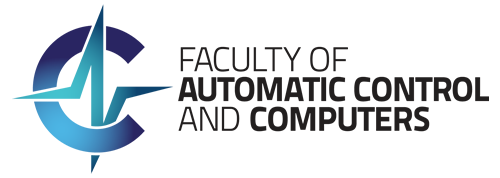 FACULTY OF
AUTOMATIC CONTROL
AND COMPUTERS